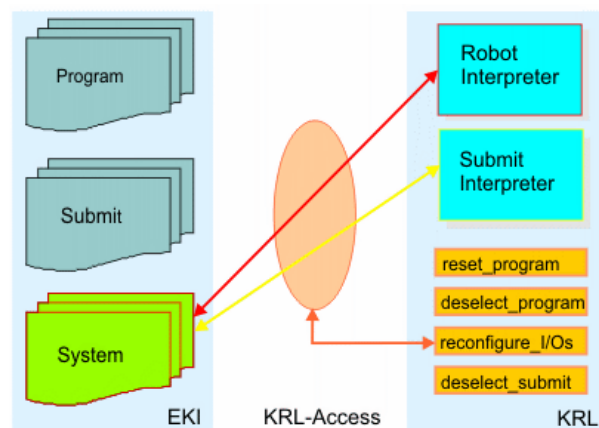 Program
Submit
System
EKI
KRL-Access
Robot
Interpreter
Submit
Interpreter
reset_program
deselect_program
reconfigure_I/Os
deselect_submit
KRL